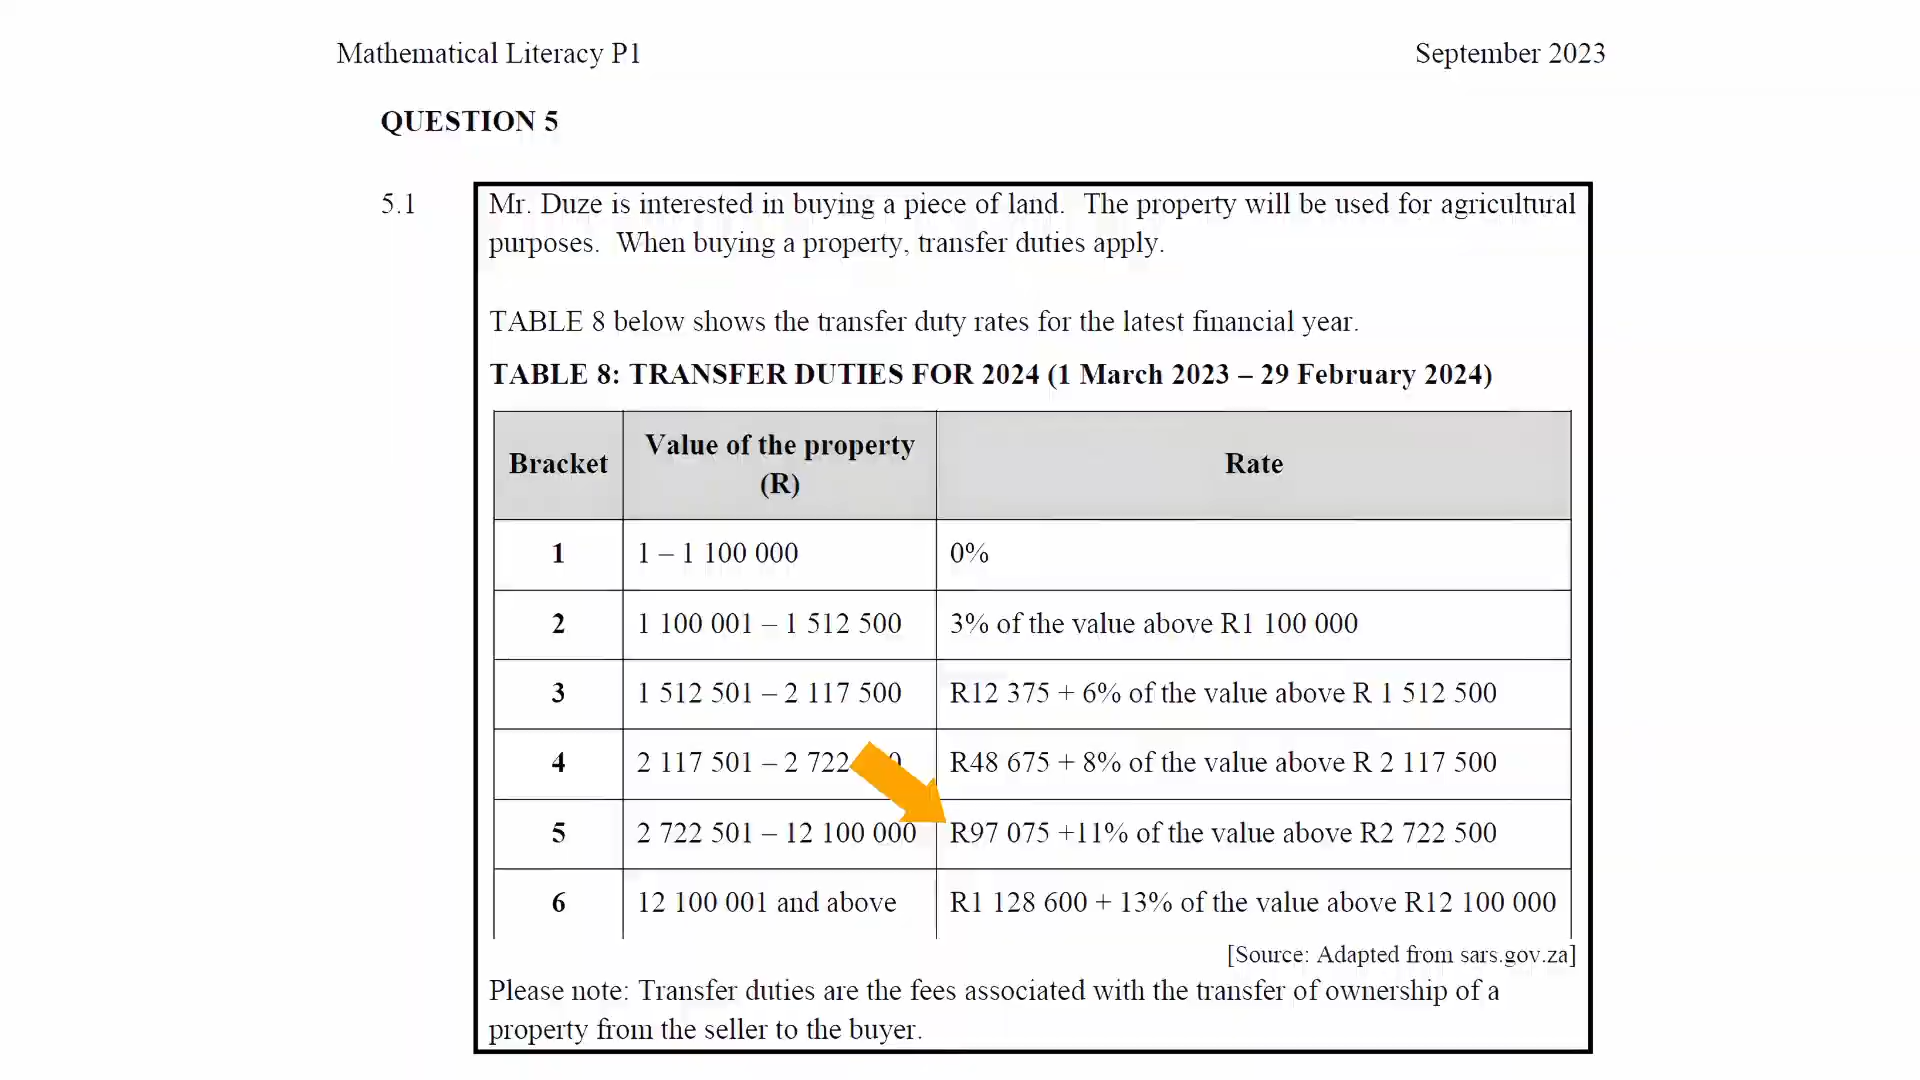 Mathematical Literacy P1 September 2023
QUESTION 5
5.1 Mr. Duze is interested in buying a piece of land. The property will be used for agricultural
purposes. When buying a property, transfer duties apply.
TABLE 8 below shows the transfer duty rates for the latest financial year.
TABLE 8: TRANSFER DUTIES FOR 2024 (1 March 2023 – 29 February 2024)
Bracket Value of the property (R) Rate
1 1 – 1 100 000 0%
2 1 100 001 – 1 512 500 3% of the value above R1 100 000
3 1 512 501 – 2 117 500 R12 375 + 6% of the value above R 1 512 500
4 2 117 501 – 2 722 R48 675 + 8% of the value above R 2 117 500
5 2 722 501 – 12 100 000 R97 075 +11% of the value above R2 722 500
6 12 100 001 and above R1 128 600 + 13% of the value above R12 100 000
[Source: Adapted from sars.gov.za]
Please note: Transfer duties are the fees associated with the transfer of ownership of a
property from the seller to the buyer.